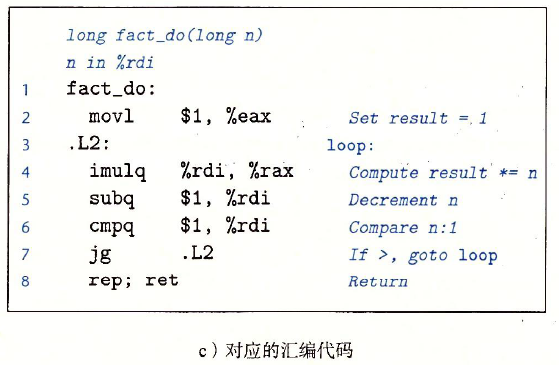 long fact_do(long n)
n in %rdi
1 fact_do:
2 movl $1, %eax Set result = 1
3 .L2: loop:
4 imulq %rdi, %rax Compute result *= n
5 subq $1, %rdi Decrement n
6 cmpq $1, %rdi Compare n:1
7 jg .L2 If >, goto loop
8 rep; ret Return
c）对应的汇编代码